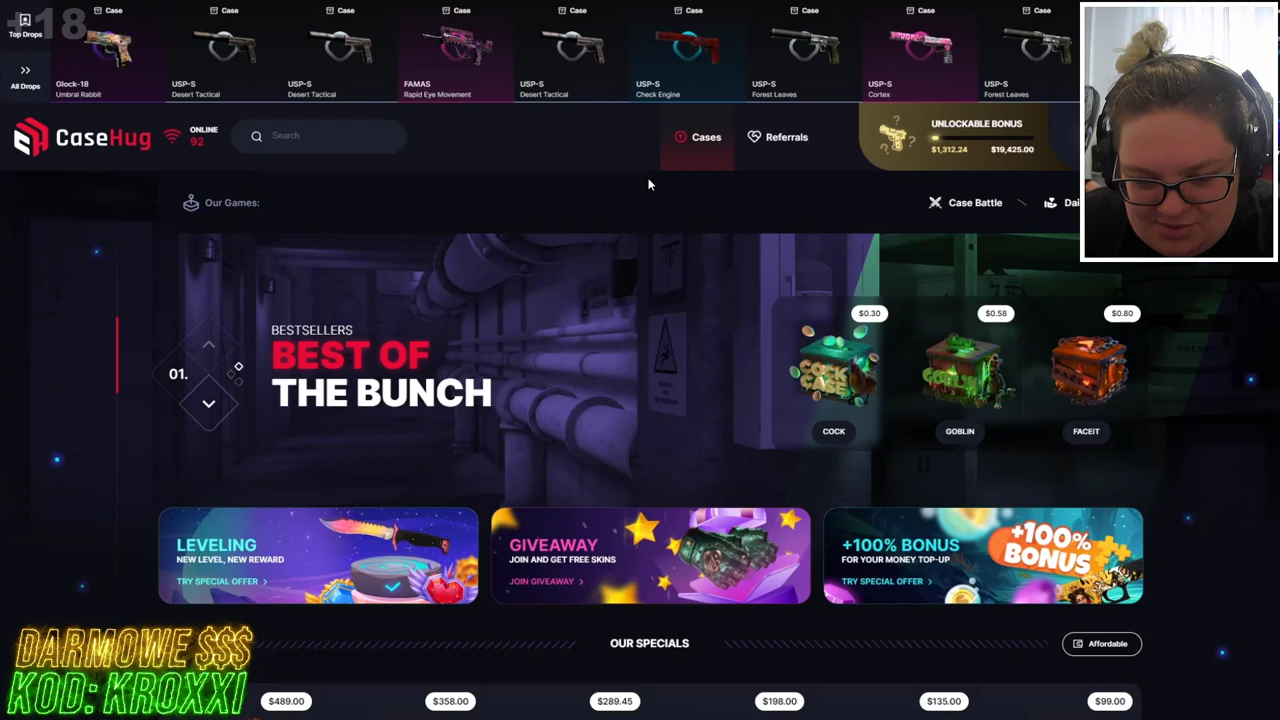 +18
Top Drops
All Drops
Case
Glock-18
Umbral Rabbit
Case
USP-S
Desert Tactical
Case
USP-S
Desert Tactical
Case
FAMAS
Rapid Eye Movement
Case
USP-S
Desert Tactical
Case
USP-S
Check Engine
Case
USP-S
Forest Leaves
Case
USP-S
Cortex
Case
USP-S
Forest Leaves
CaseHug
ONLINE
92
Search
Cases
Referrals
UNLOCKABLE BONUS
$1,312.24
$19,425.00
Our Games:
Case Battle
Dai
BESTSELLERS
BEST OF
THE BUNCH
01.
$0.30
$0.58
$0.80
COCK
CASE
GOBLIN
COCK
GOBLIN
FACEIT
LEVELING
NEW LEVEL, NEW REWARD
TRY SPECIAL OFFER
GIVEAWAY
JOIN AND GET FREE SKINS
JOIN GIVEAWAY
+100% BONUS
FOR YOUR MONEY TOP-UP
TRY SPECIAL OFFER
+100%
BONUS
OUR SPECIALS
Affordable
$489.00
$358.00
$289.45
$198.00
$135.00
$99.00
DARMOWE $$$
KOD: KROXXI